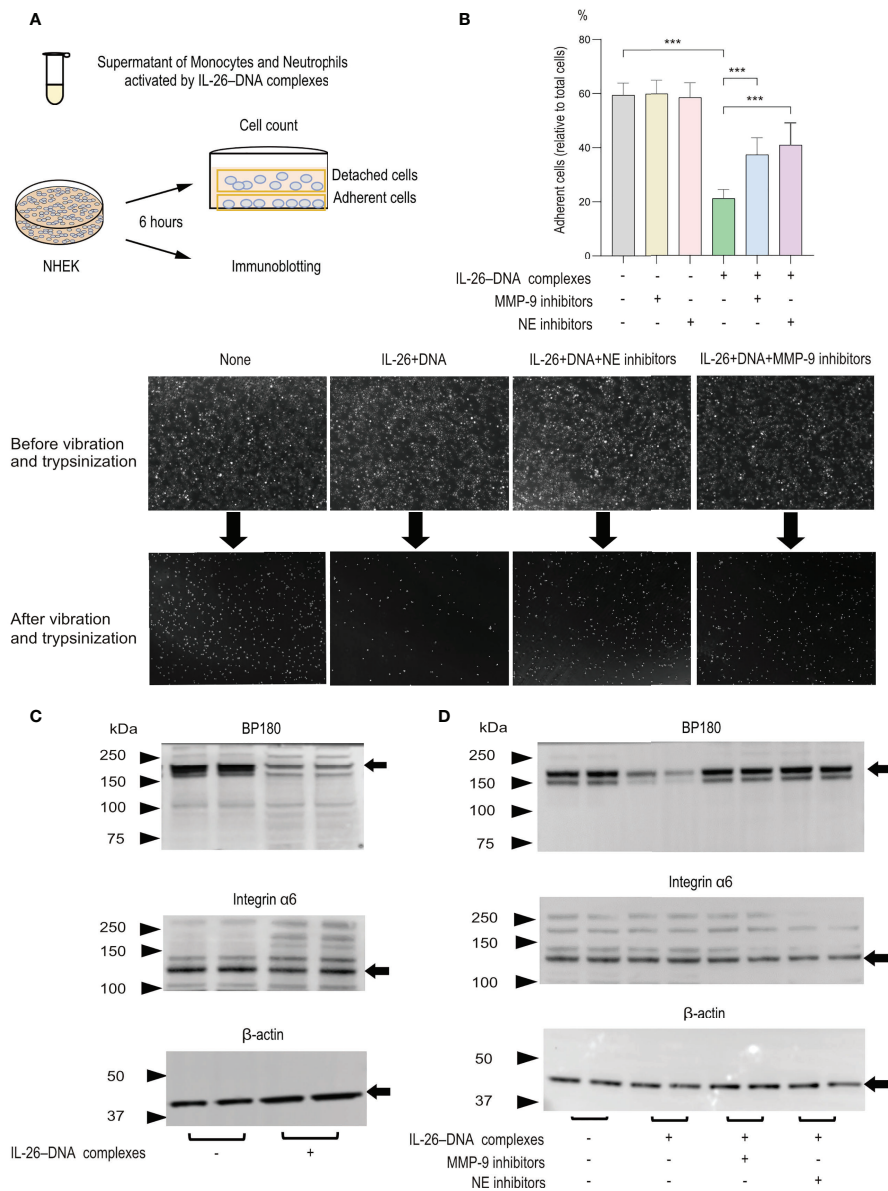 A
Supermatant of Monocytes and Neutrophils
activated by IL-26–DNA complexes
Cell count
Detached cells
Adherent cells
6 hours
NHEK
Immunoblotting
B
%
Adherent cells (relative to total cells)
80
60
40
20
0
***
***
***
IL-26–DNA complexes - - - + + +
MMP-9 inhibitors - + - - + -
NE inhibitors - - + - - +
None
IL-26+DNA
IL-26+DNA+NE inhibitors
IL-26+DNA+MMP-9 inhibitors
Before vibration
and trypsinization
After vibration
and trypsinization
C
kDa
BP180
250
150
100
75
Integrin α6
250
150
100
β-actin
50
37
IL-26–DNA complexes - +
D
kDa
BP180
250
150
100
75
Integrin α6
250
150
100
β-actin
50
37
IL-26–DNA complexes - + + +
MMP-9 inhibitors - - + -
NE inhibitors - - - +